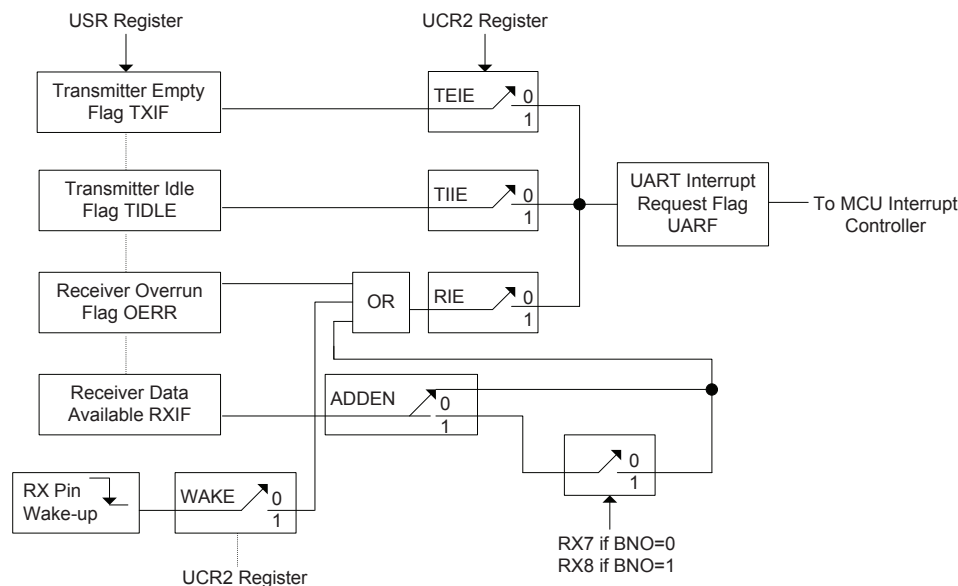 USR Register
UCR2 Register
Transmitter Empty
Flag TXIF
TEIE
0
1
Transmitter Idle
Flag TIDLE
TIIE
0
1
UART Interrupt
Request Flag
UARF
To MCU Interrupt
Controller
Receiver Overrun
Flag OERR
OR
RIE
0
1
Receiver Data
Available RXIF
ADDEN
0
1
0
1
RX Pin
Wake-up
WAKE
0
1
RX7 if BNO=0
RX8 if BNO=1
UCR2 Register